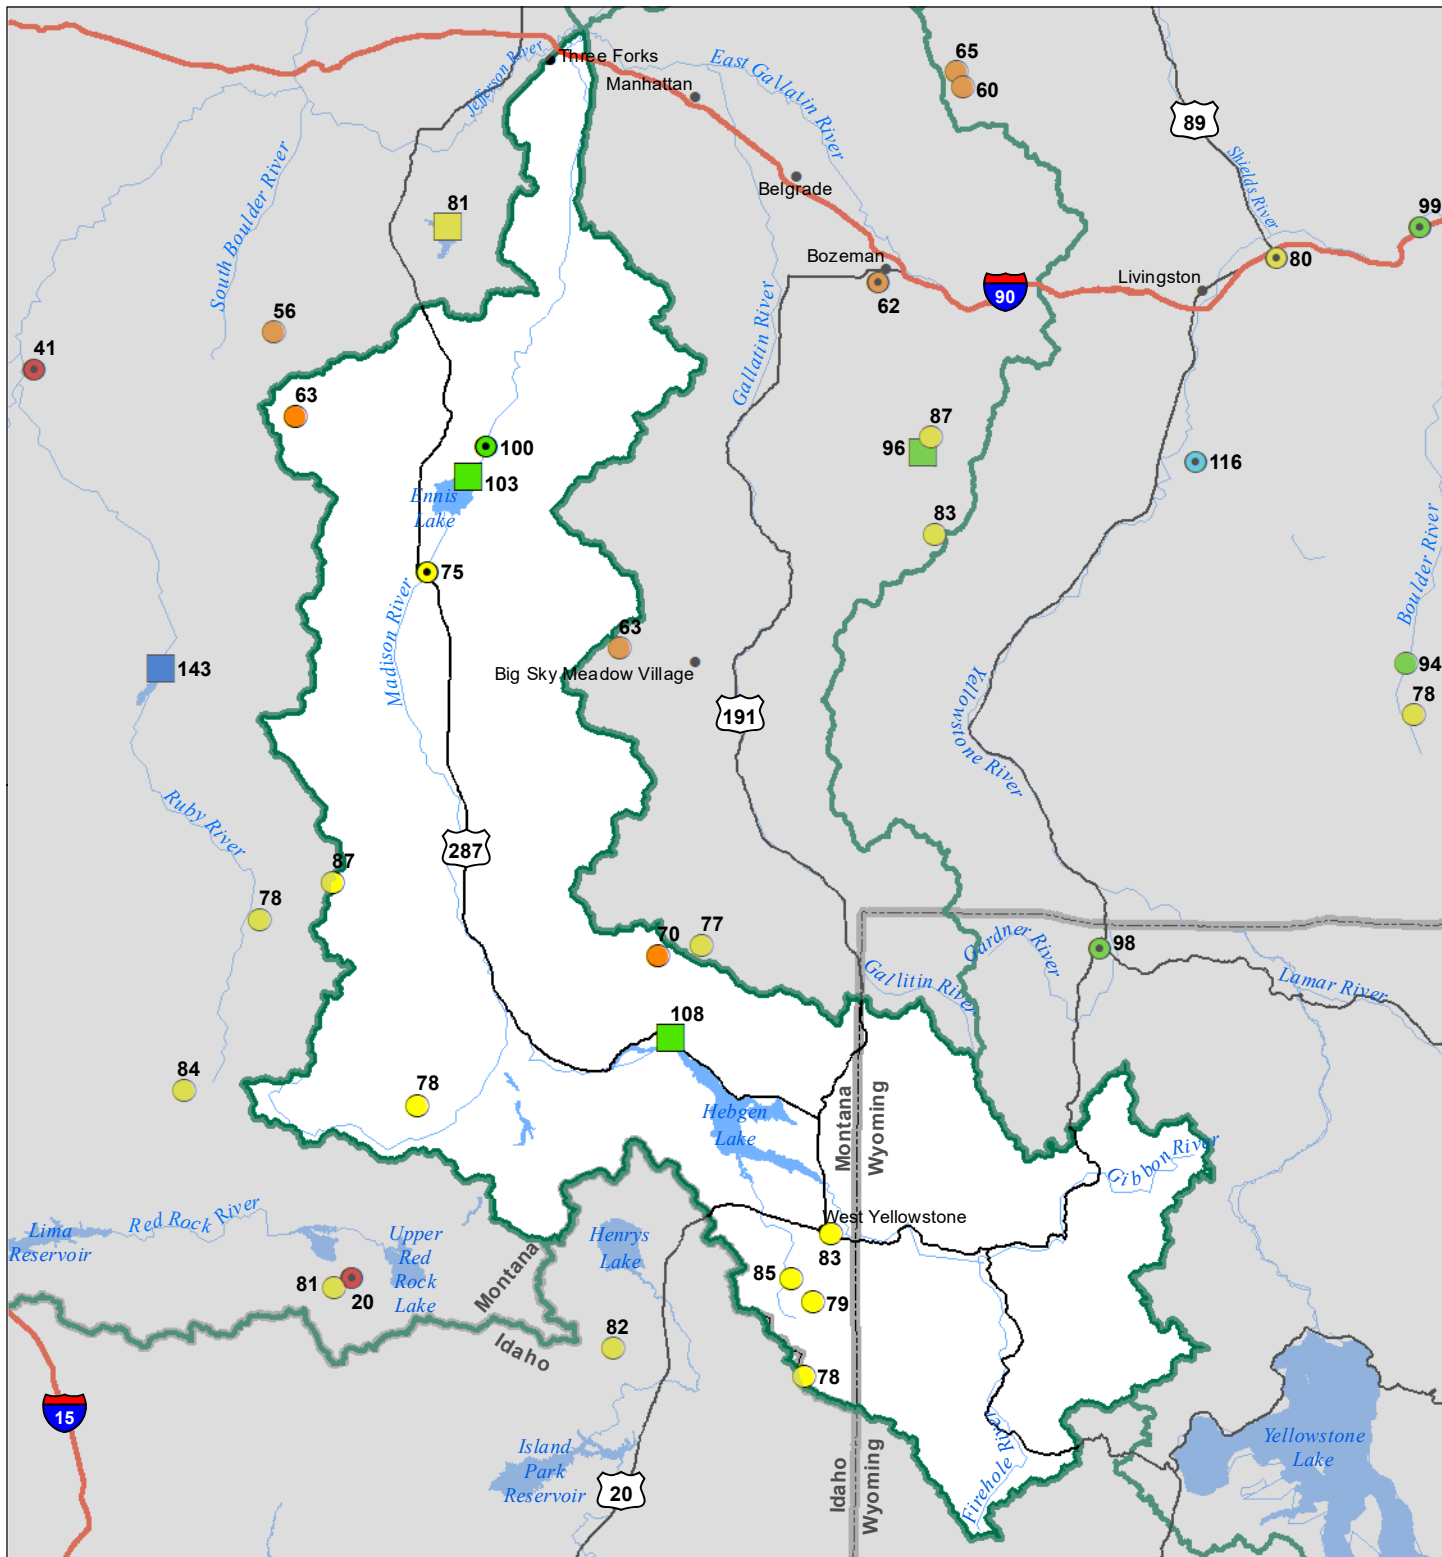 Three Forks
Jefferson River
Manhattan
East Gallatin River
65
60
89
Shields River
South Boulder River
Belgrade
81
99
80
Bozeman
Livingston
62
90
Gallatin River
56
41
63
87
96
100
103
116
Ennis
Lake
83
Boulder River
75
Madison River
63
Big Sky Meadow Village
143
94
78
191
Yellowstone River
Ruby River
287
87
78
70
77
Gardner River
98
Gallitin River
Lamar River
108
84
78
Hebgen
Lake
Montana
Wyoming
Gibbon River
Red Rock River
Lima
Reservoir
Upper
Red
Rock
Lake
Henrys
Lake
West Yellowstone
83
Montana
Idaho
81
20
85
79
82
78
15
Island
Park
Reservoir
20
Idaho
Wyoming
Firehole River
Yellowstone
Lake